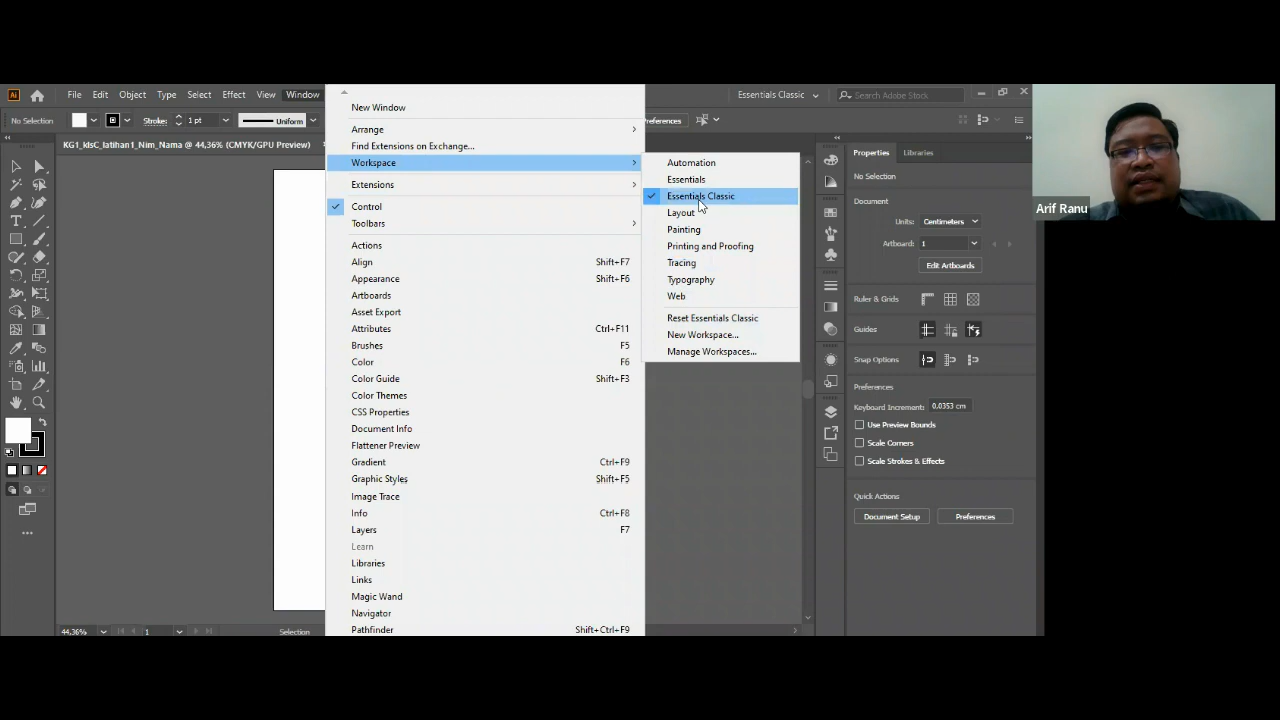 Ai File Edit Object Type Select Effect View Window
Essentials Classic
Search Adobe Stock
No Selection
Stroke: 1 pt
Uniform
Preferences
KG1_klsC_latihan1_Nim_Nama @ 44,36% (CMYK/GPU Preview)
New Window
Arrange
Find Extensions on Exchange...
Workspace
Extensions
Control
Toolbars
Actions
Align Shift+F7
Appearance Shift+F6
Artboards
Asset Export
Attributes Ctrl+F11
Brushes F5
Color F6
Color Guide Shift+F3
Color Themes
CSS Properties
Document Info
Flattener Preview
Gradient Ctrl+F9
Graphic Styles Shift+F5
Image Trace
Info Ctrl+F8
Layers F7
Learn
Libraries
Links
Magic Wand
Navigator
Pathfinder Shift+Ctrl+F9
Automation
Essentials
Essentials Classic
Layout
Painting
Printing and Proofing
Tracing
Typography
Web
Reset Essentials Classic
New Workspace...
Manage Workspaces...
Properties Libraries
No Selection
Document
Units: Centimeters
Artboard: 1
Edit Artboards
Ruler & Grids
Guides
Snap Options
Preferences
Keyboard Increment: 0.0353 cm
Use Preview Bounds
Scale Corners
Scale Strokes & Effects
Quick Actions
Document Setup Preferences
44,36% 1 Selection
Arif Ranu